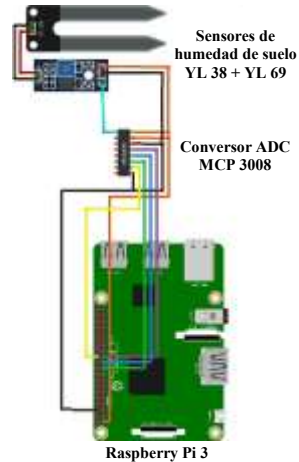 Sensores de
humedad de suelo
YL 38 + YL 69
Conversor ADC
MCP 3008
Raspberry Pi 3